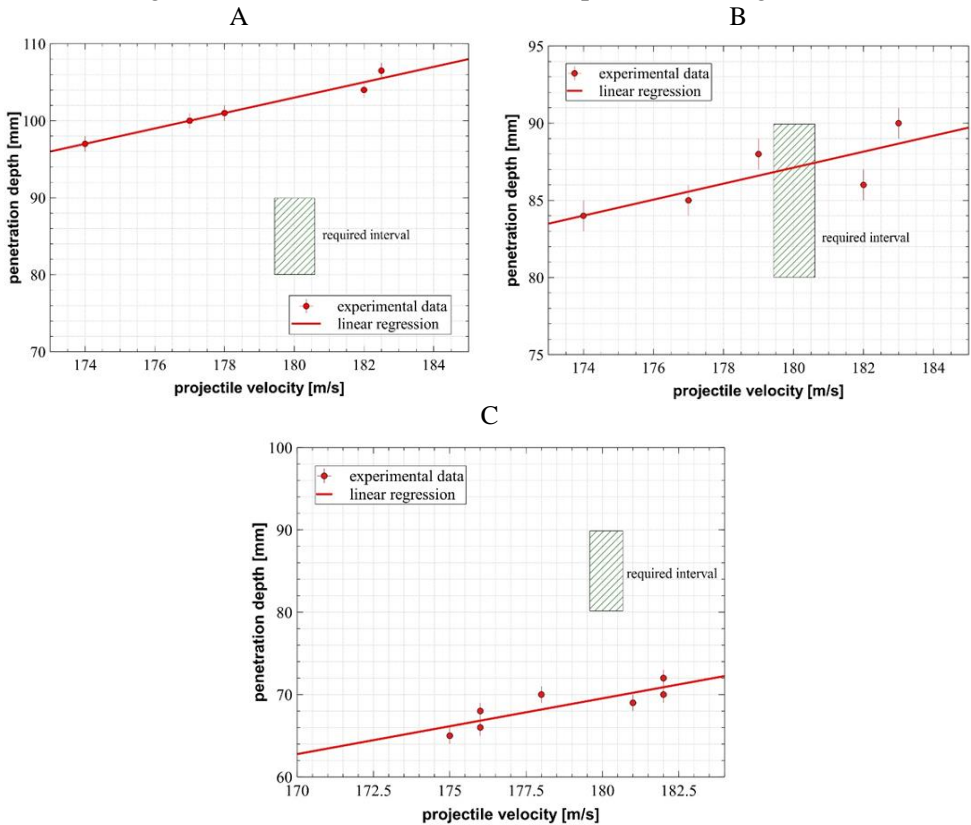 A
110
100
90
80
70
penetration depth [mm]
required interval
experimental data
linear regression
174 176 178 180 182 184
projectile velocity [m/s]
B
95
90
85
80
75
penetration depth [mm]
experimental data
linear regression
required interval
174 176 178 180 182 184
projectile velocity [m/s]
C
100
90
80
70
60
penetration depth [mm]
experimental data
linear regression
required interval
170 172.5 175 177.5 180 182.5
projectile velocity [m/s]